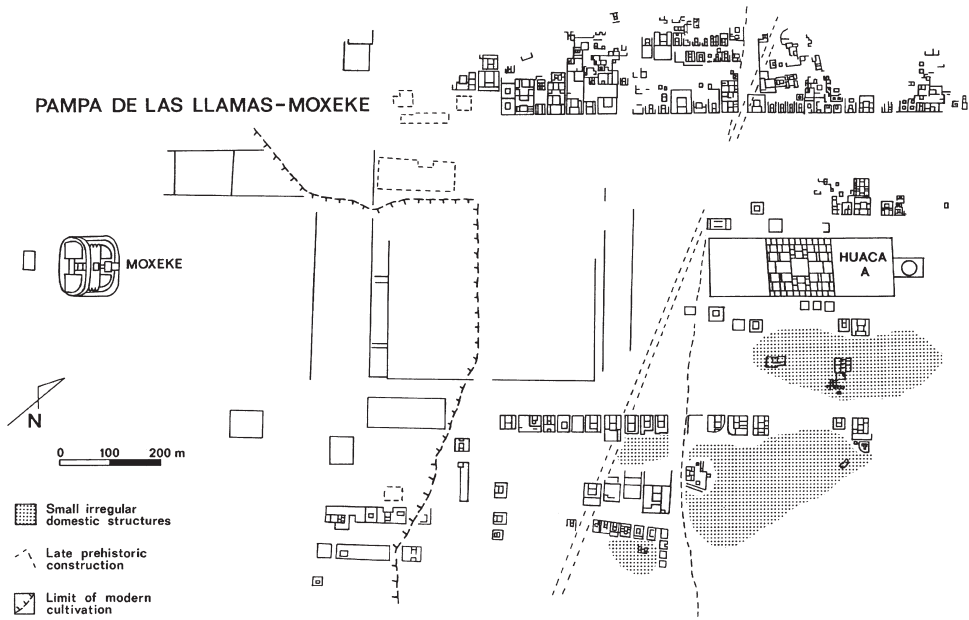 PAMPA DE LAS LLAMAS-MOXEKE
MOXEKE
HUACA
A
N
0 100 200 m
Small irregular
domestic structures
Late prehistoric
construction
Limit of modern
cultivation